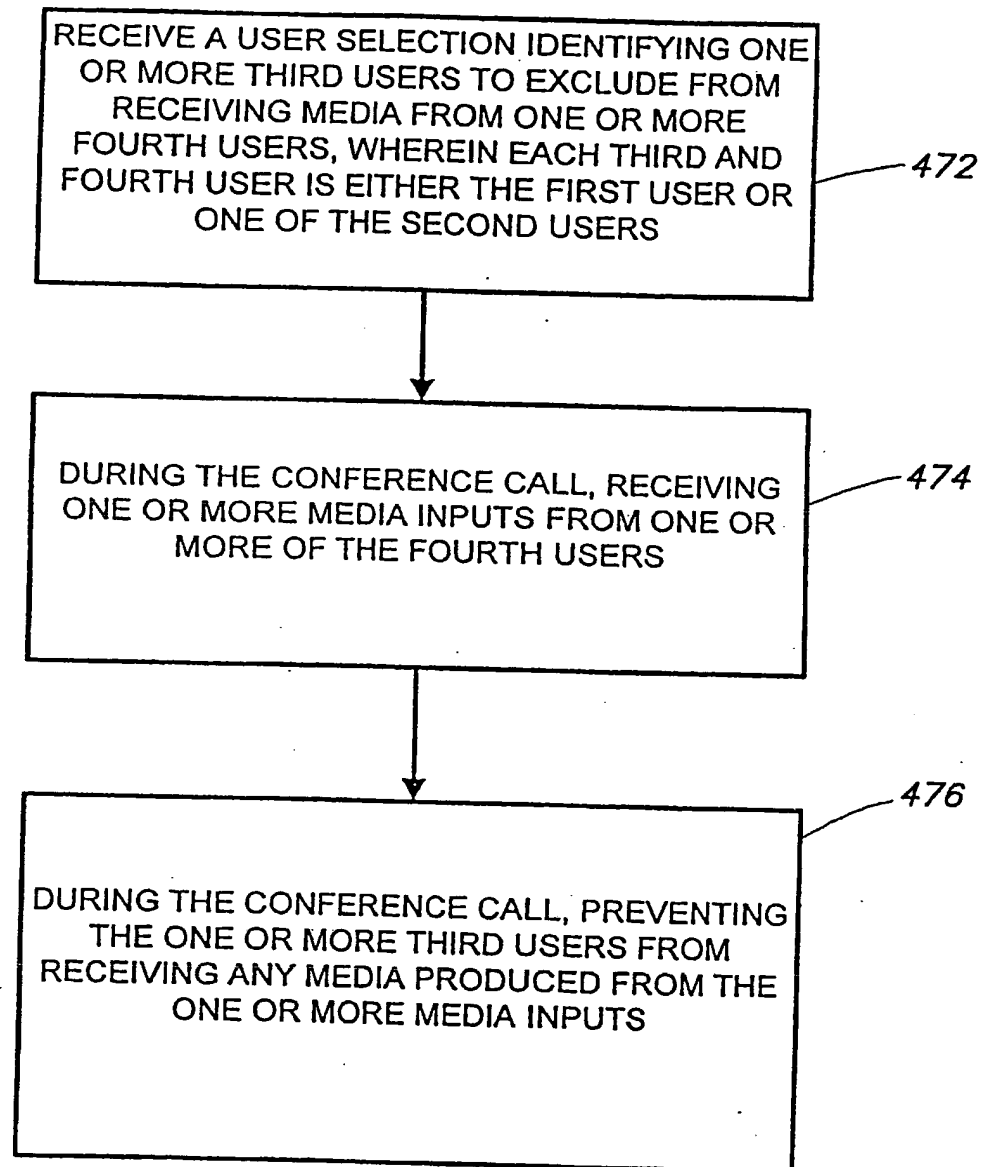 RECEIVE A USER SELECTION IDENTIFYING ONE
OR MORE THIRD USERS TO EXCLUDE FROM
RECEIVING MEDIA FROM ONE OR MORE
FOURTH USERS, WHEREIN EACH THIRD AND
FOURTH USER IS EITHER THE FIRST USER OR
ONE OF THE SECOND USERS
472
DURING THE CONFERENCE CALL, RECEIVING
ONE OR MORE MEDIA INPUTS FROM ONE OR
MORE OF THE FOURTH USERS
474
DURING THE CONFERENCE CALL, PREVENTING
THE ONE OR MORE THIRD USERS FROM
RECEIVING ANY MEDIA PRODUCED FROM THE
ONE OR MORE MEDIA INPUTS
476